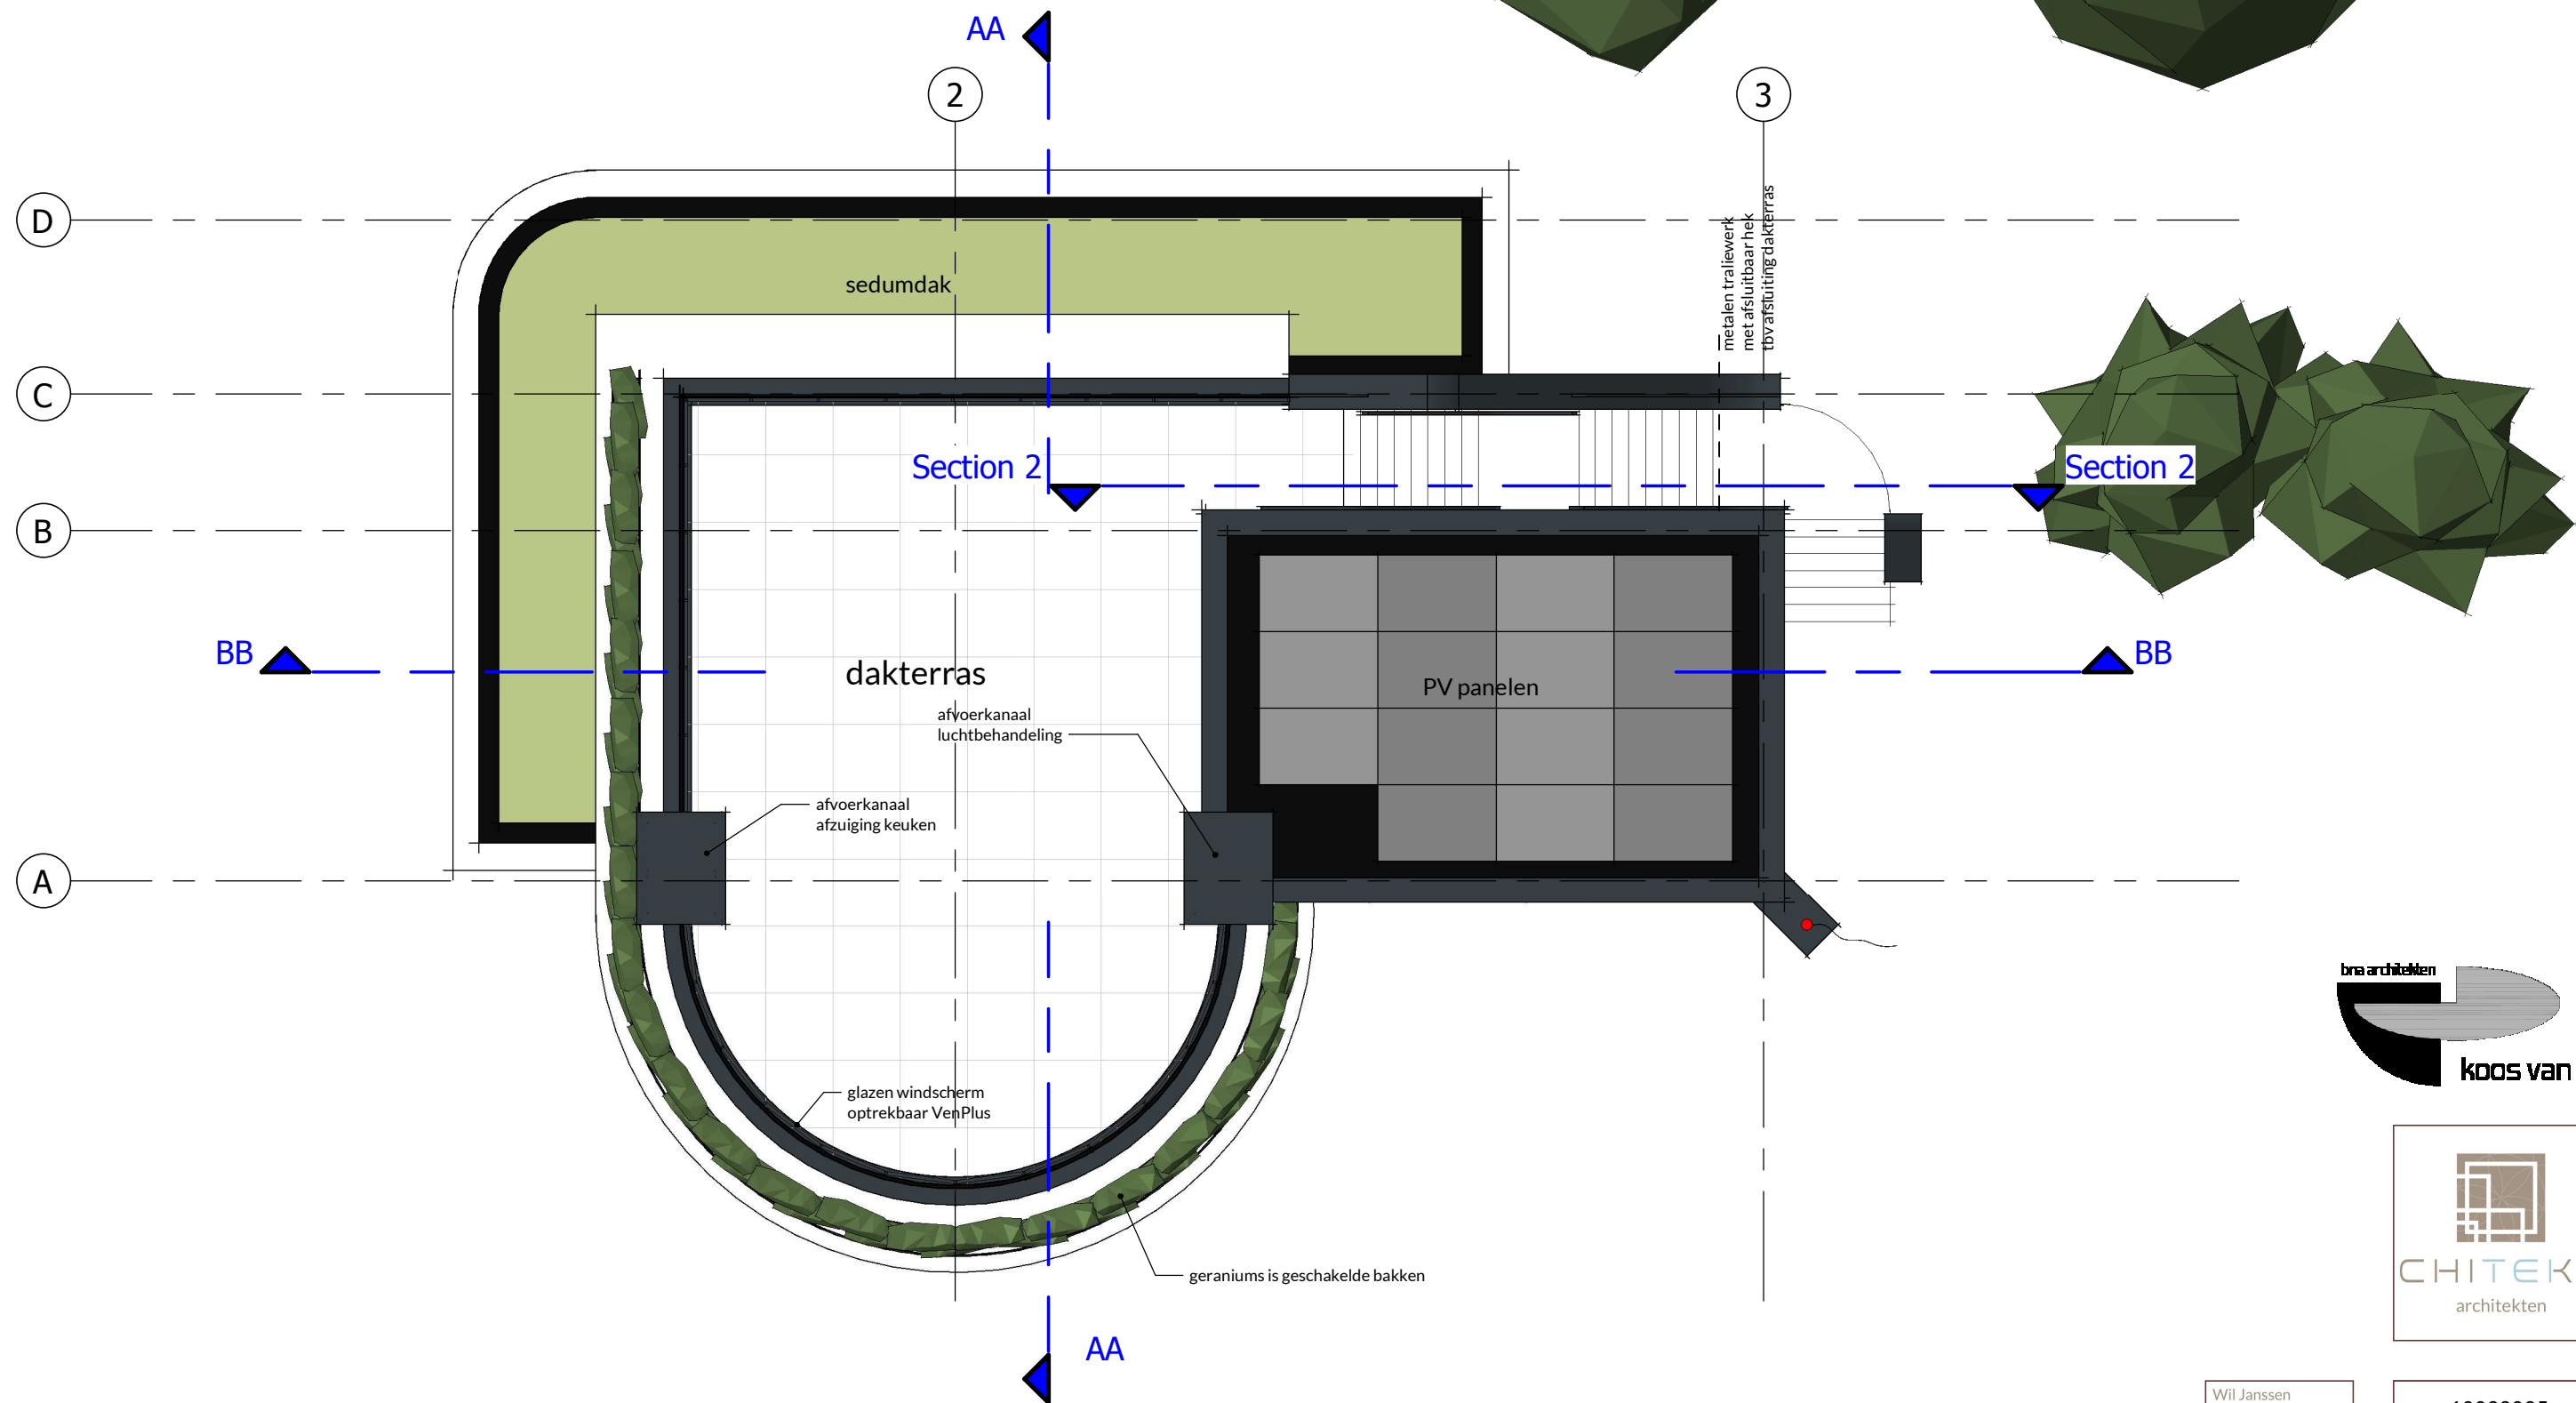 AA
2
3
D
metalen traliewerk
met afsluitbaar hek
tbv afsluiting dakterras
sedumdak
C
Section 2
Section 2
B
BB
BB
dakterras
PV panelen
afvoerkanaal
luchtbehandeling
afvoerkanaal
afzuiging keuken
A
bna architekten
koos van
glazen windscherm
optrekbaar VenPlus
geraniums is geschakelde bakken
CHITEK
architekten
AA
Wil Janssen